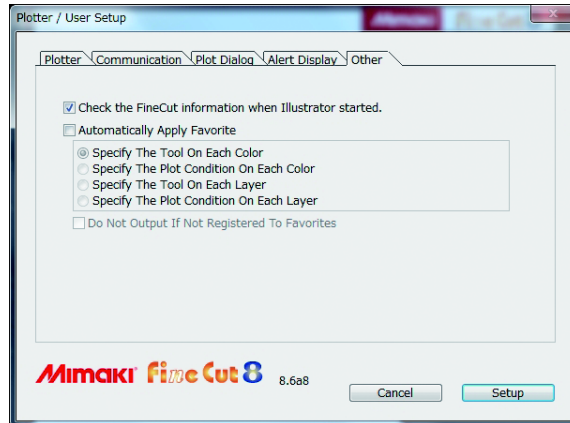 Plotter / User Setup
Plotter Communication Plot Dialog Alert Display Other
Check the FineCut information when Illustrator started.
Automatically Apply Favorite
Specify The Tool On Each Color
Specify The Plot Condition On Each Color
Specify The Tool On Each Layer
Specify The Plot Condition On Each Layer
Do Not Output If Not Registered To Favorites
Mimaki Fine Cut 8 8.6a8
Cancel Setup